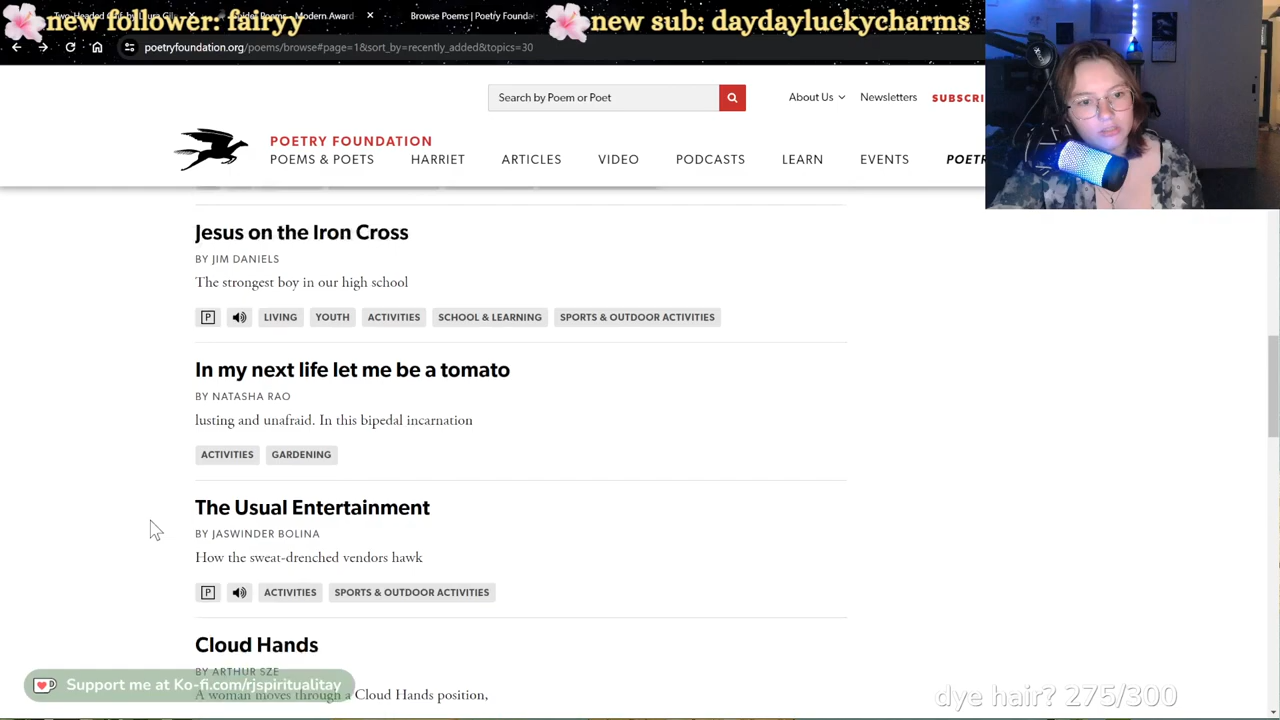 new follower: fairyy
new sub: daydayluckycharms
Poems - Modern Award
Browse Poems | Poetry Founda
poetryfoundation.org/poems/browse#page=1&sort_by=recently_added&topics=30
Search by Poem or Poet
About Us
Newsletters
SUBSCRI
POETRY FOUNDATION
POEMS & POETS
HARRIET
ARTICLES
VIDEO
PODCASTS
LEARN
EVENTS
POETR
Jesus on the Iron Cross
BY JIM DANIELS
The strongest boy in our high school
P
LIVING
YOUTH
ACTIVITIES
SCHOOL & LEARNING
SPORTS & OUTDOOR ACTIVITIES
In my next life let me be a tomato
BY NATASHA RAO
lusting and unafraid. In this bipedal incarnation
ACTIVITIES
GARDENING
The Usual Entertainment
BY JASWINDER BOLINA
How the sweat-drenched vendors hawk
P
ACTIVITIES
SPORTS & OUTDOOR ACTIVITIES
Cloud Hands
BY ARTHUR SZE
A woman moves through a Cloud Hands position,
Support me at Ko-fi.com/rjspiritualitay
dye hair? 275/300